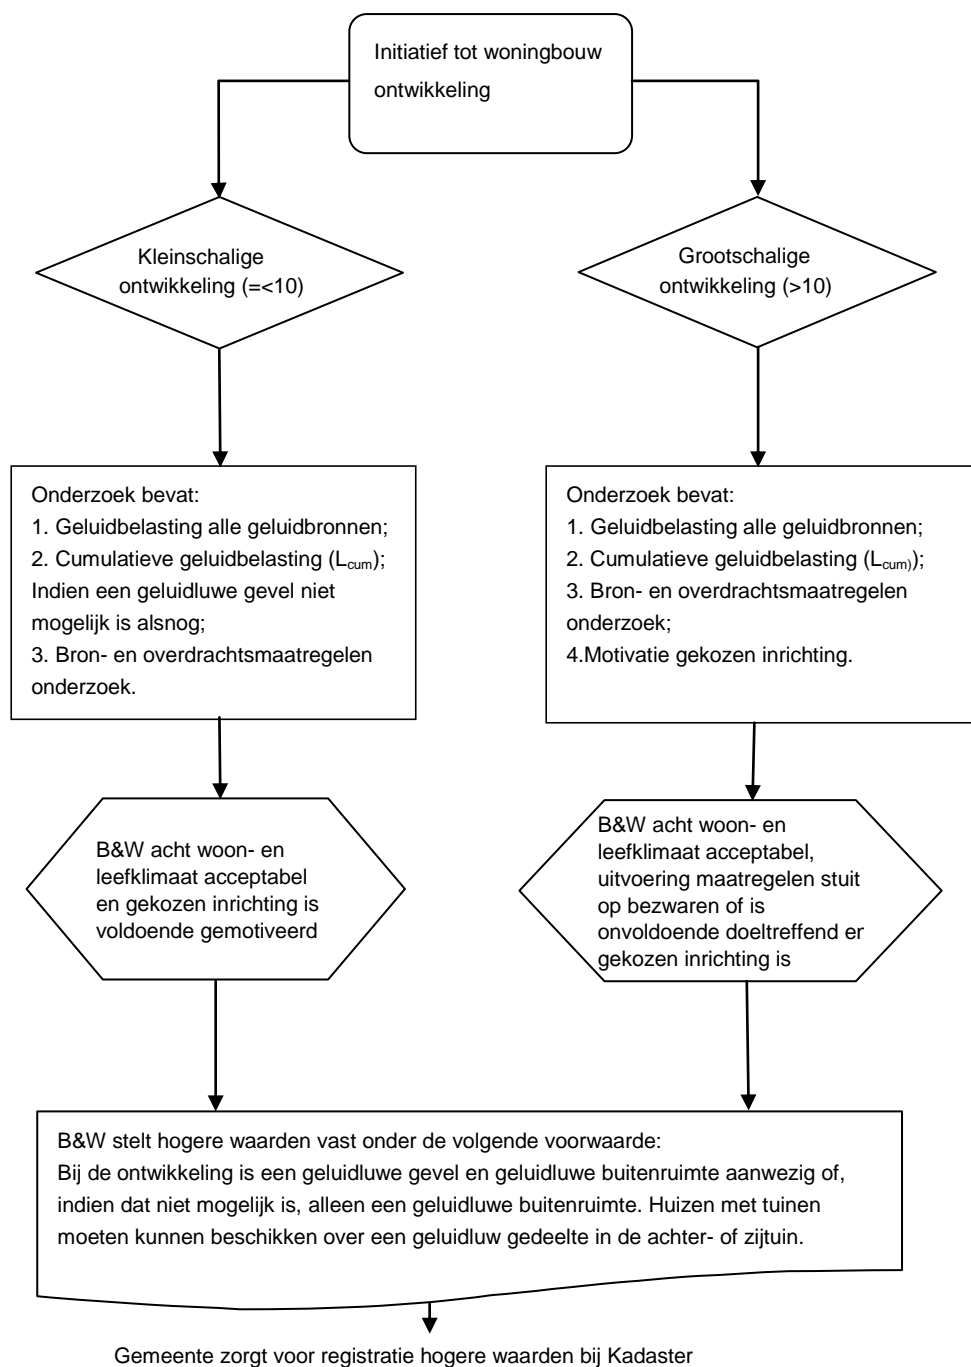 Initiatief tot woningbouw
ontwikkeling
Kleinschalige
ontwikkeling (=<10)
Grootschalige
ontwikkeling (>10)
Onderzoek bevat:
1. Geluidbelasting alle geluidbronnen;
2. Cumulatieve geluidbelasting (Lcum);
Indien een geluidluwe gevel niet
mogelijk is alsnog;
3. Bron- en overdrachtsmaatregelen
onderzoek.
Onderzoek bevat:
1. Geluidbelasting alle geluidbronnen;
2. Cumulatieve geluidbelasting (Lcum));
3. Bron- en overdrachtsmaatregelen
onderzoek;
4.Motivatie gekozen inrichting.
B&W acht woon- en
leefklimaat acceptabel
en gekozen inrichting is
voldoende gemotiveerd
B&W acht woon- en
leefklimaat acceptabel,
uitvoering maatregelen stuit
op bezwaren of is
onvoldoende doeltreffend en
gekozen inrichting is
B&W stelt hogere waarden vast onder de volgende voorwaarde:
Bij de ontwikkeling is een geluidluwe gevel en geluidluwe buitenruimte aanwezig of,
indien dat niet mogelijk is, alleen een geluidluwe buitenruimte. Huizen met tuinen
moeten kunnen beschikken over een geluidluw gedeelte in de achter- of zijtuin.
Gemeente zorgt voor registratie hogere waarden bij Kadaster